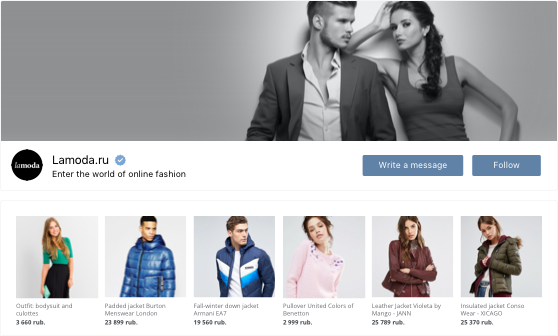 lamoda
Lamoda.ru
Enter the world of online fashion
Write a message
Follow
Outfit: bodysuit and
culottes
3 660 rub.
Padded jacket Burton
Menswear London
23 899 rub.
Fall-winter down jacket
Armani EA7
19 560 rub.
Pullover United Colors of
Benetton
2 999 rub.
Leather Jacket Violeta by
Mango - JANN
25 789 rub.
Insulated jacket Conso
Wear - XICAGO
25 370 rub.